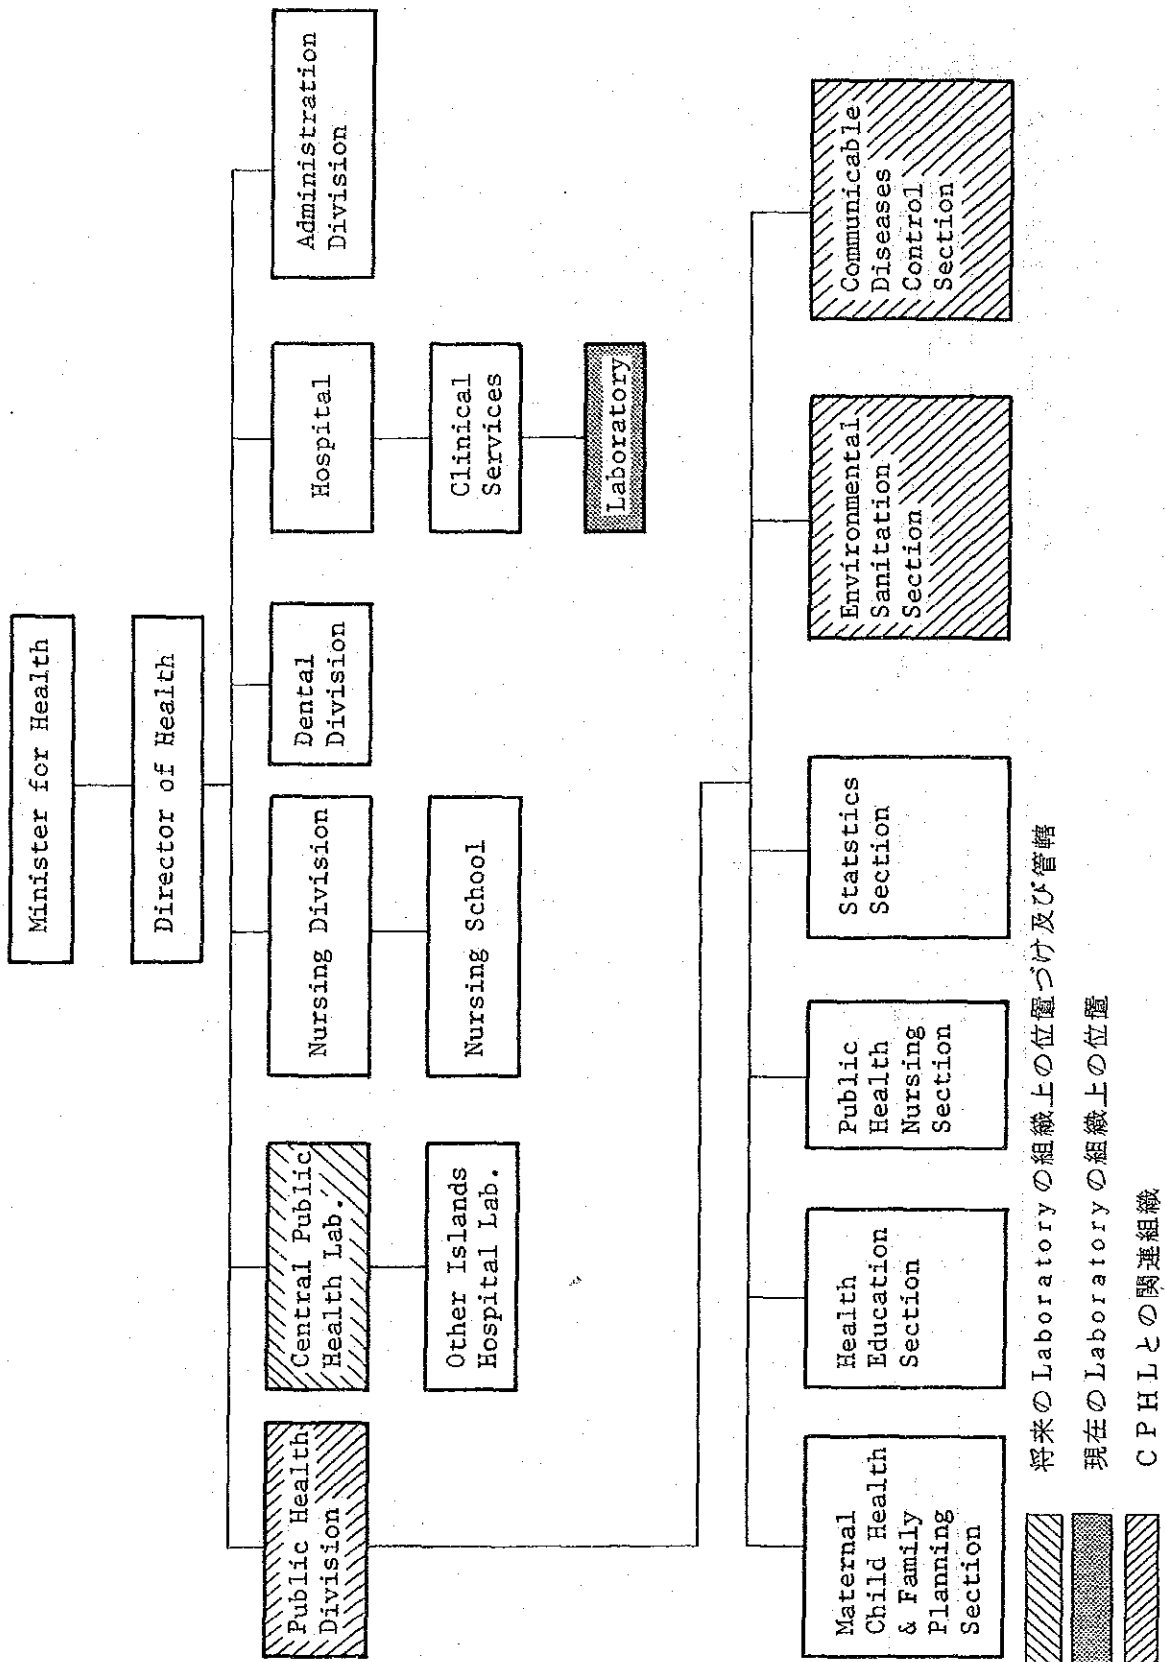 Minister for Health
Director of Health
Public Health
Division
Central Public
Health Lab.
Nursing Division
Dental
Division
Hospital
Administration
Division
Other Islands
Hospital Lab.
Nursing School
Clinical
Services
Laboratory
Maternal
Child Health
& Family
Planning
Section
Health
Education
Section
Public
Health
Nursing
Section
Statstics
Section
Environmental
Sanitation
Section
Communicable
Diseases
Control
Section
将来のLaboratoryの組織上の位置づけ及び管轄
現在のLaboratoryの組織上の位置
CPHLとの関連組織